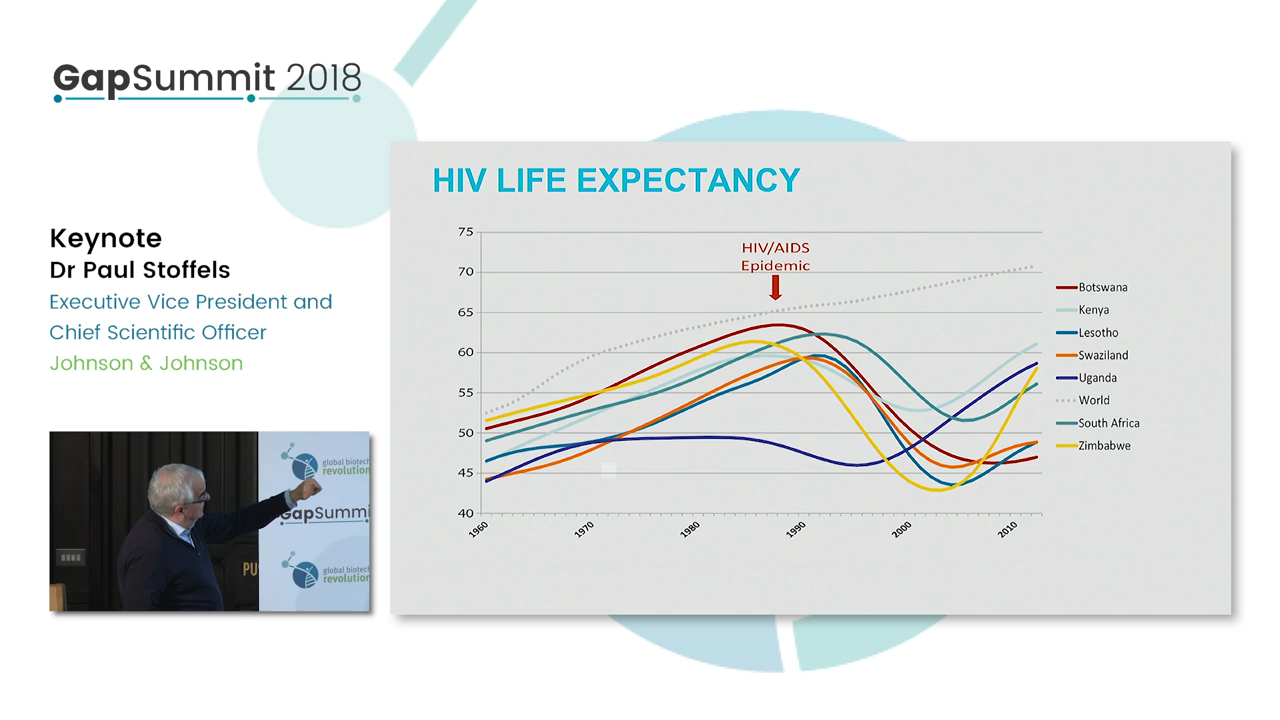 GapSummit 2018
Keynote
Dr Paul Stoffels
Executive Vice President and
Chief Scientific Officer
Johnson & Johnson
HIV LIFE EXPECTANCY
HIV/AIDS
Epidemic
75
70
65
60
55
50
45
40
1960
1970
1980
1990
2000
2010
Botswana
Kenya
Lesotho
Swaziland
Uganda
World
South Africa
Zimbabwe
global biotech
revolution
GapSummi
PU
global biotech
revolution